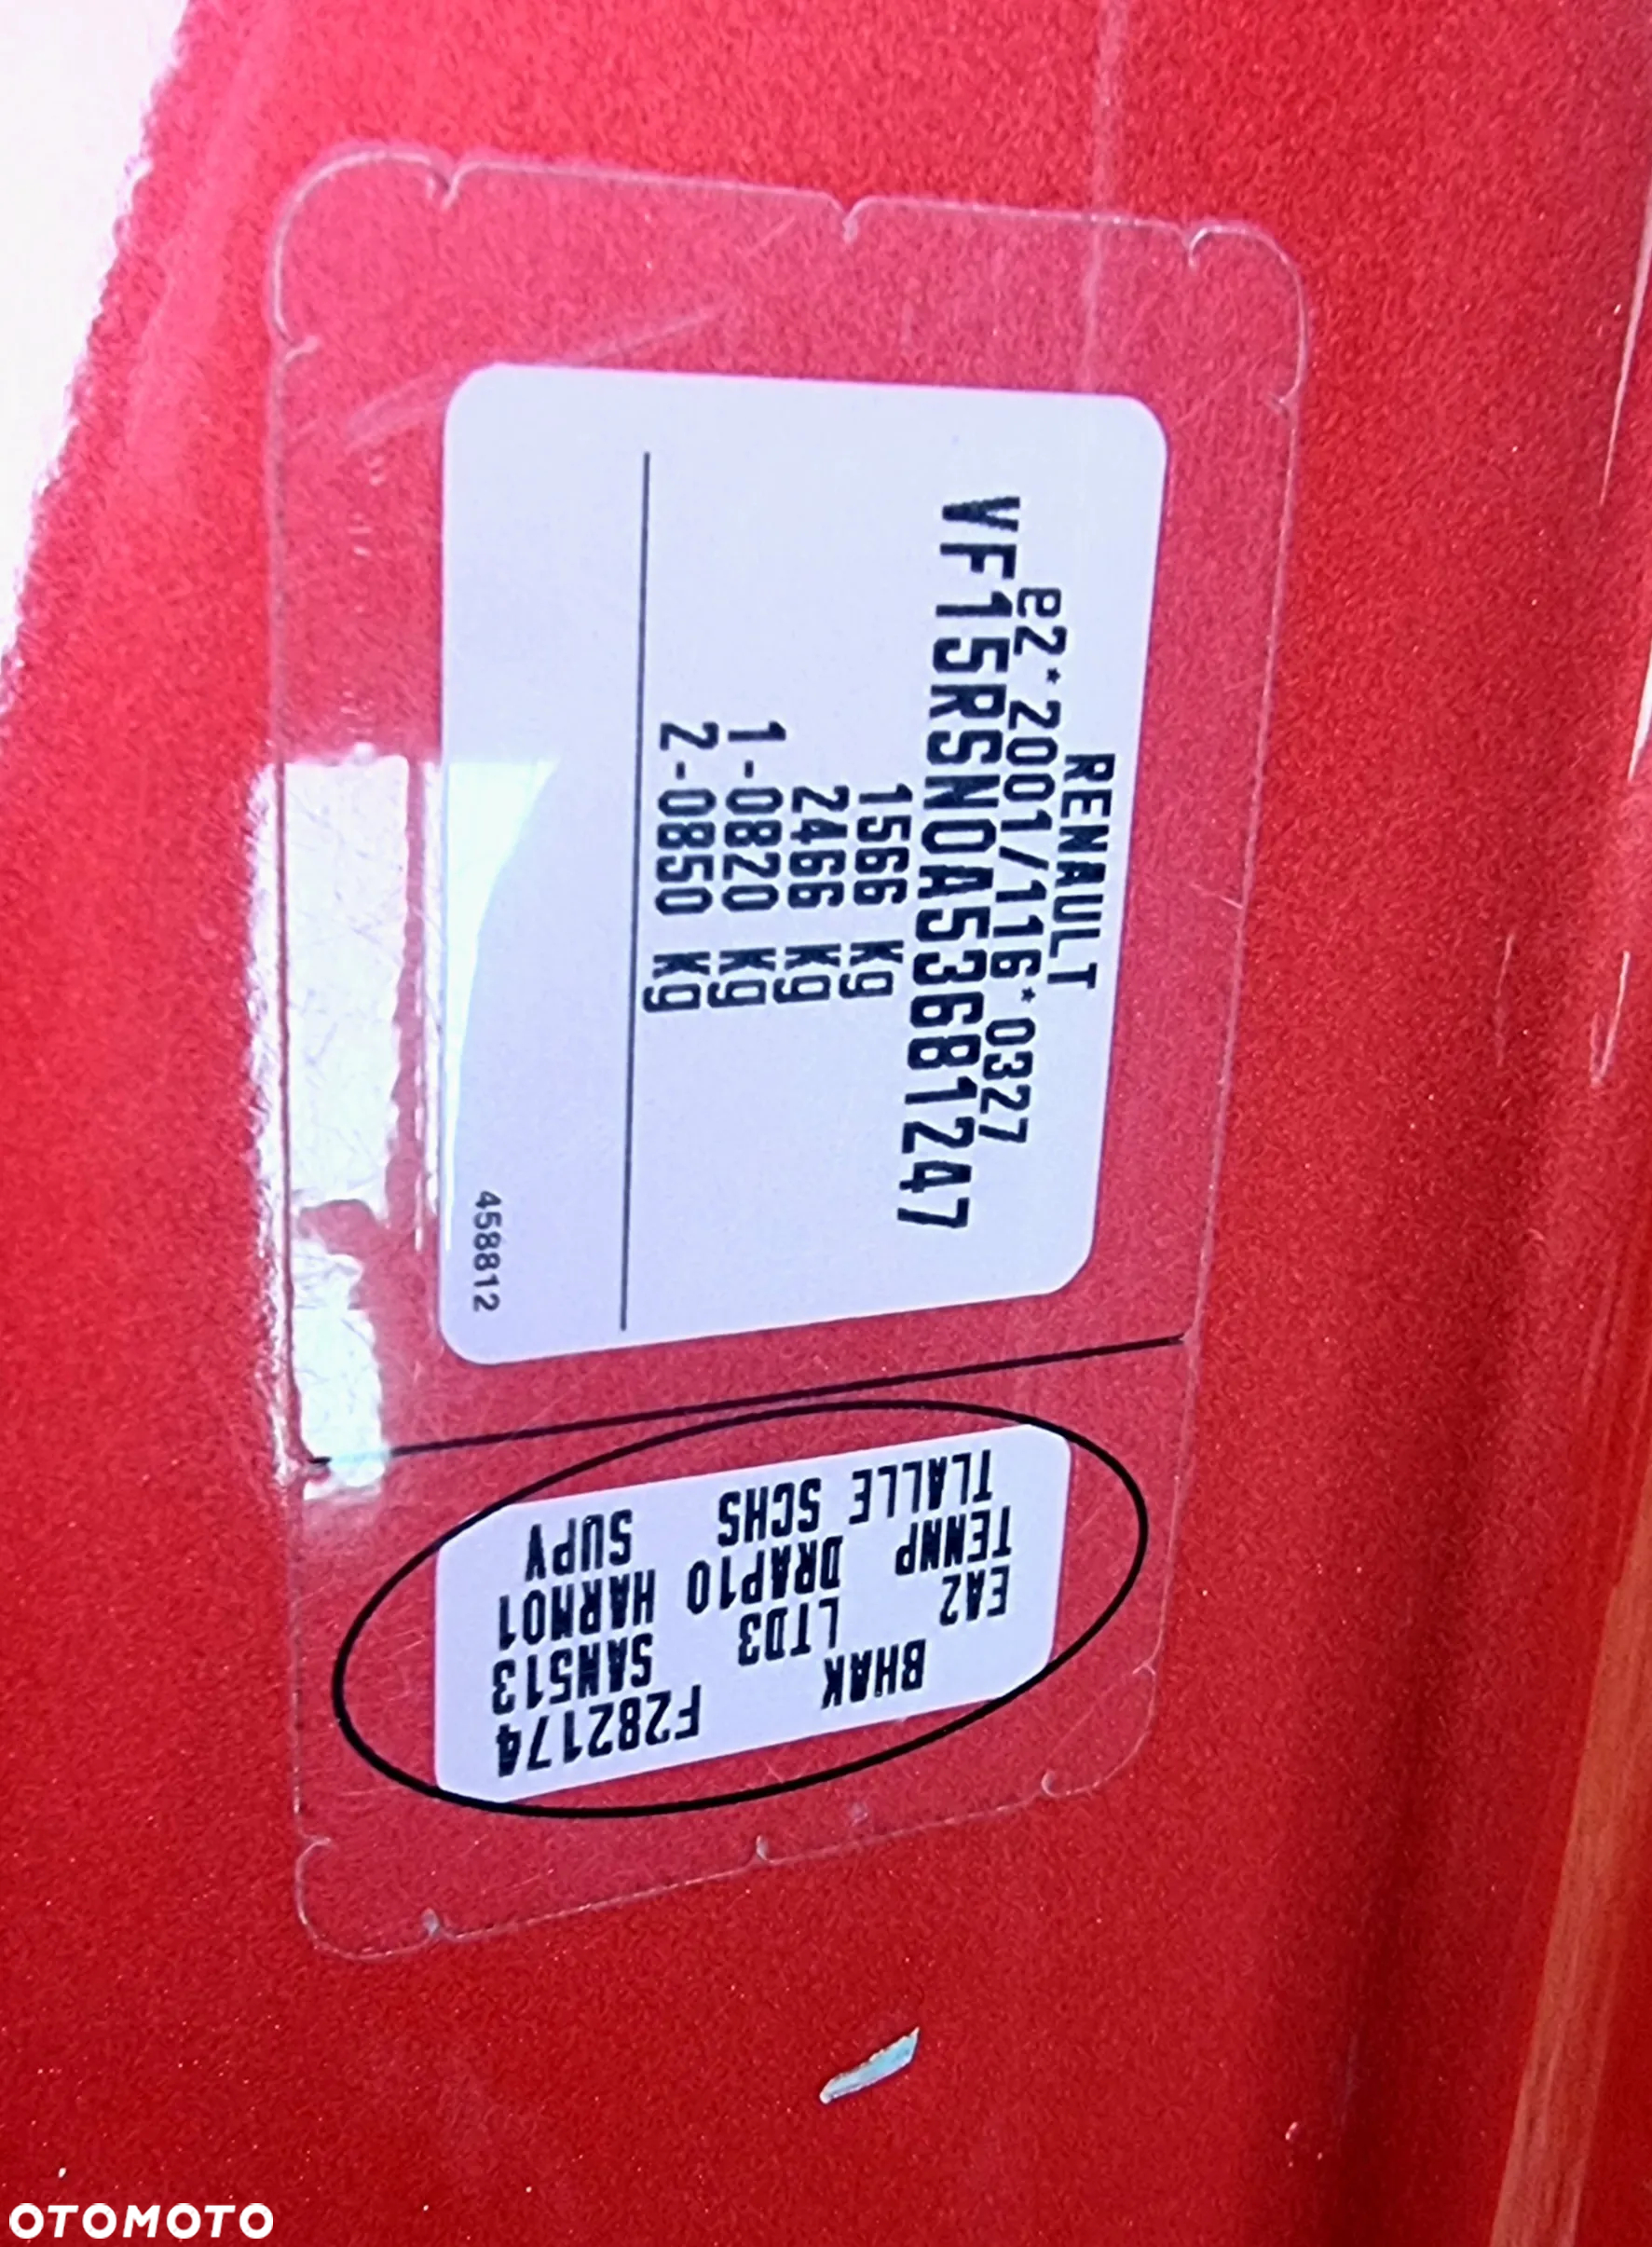 RENAULT
e2*2001/116*0327
VF15RSN0A53681247
1566 kg
2466 kg
1-0820 kg
2-0850 kg
458812
BHAK F282174
EA2 LTD3 SAN513
TENNP DRAP10 HARM01
TLALLE SCHS SUPV
OTOMOTO